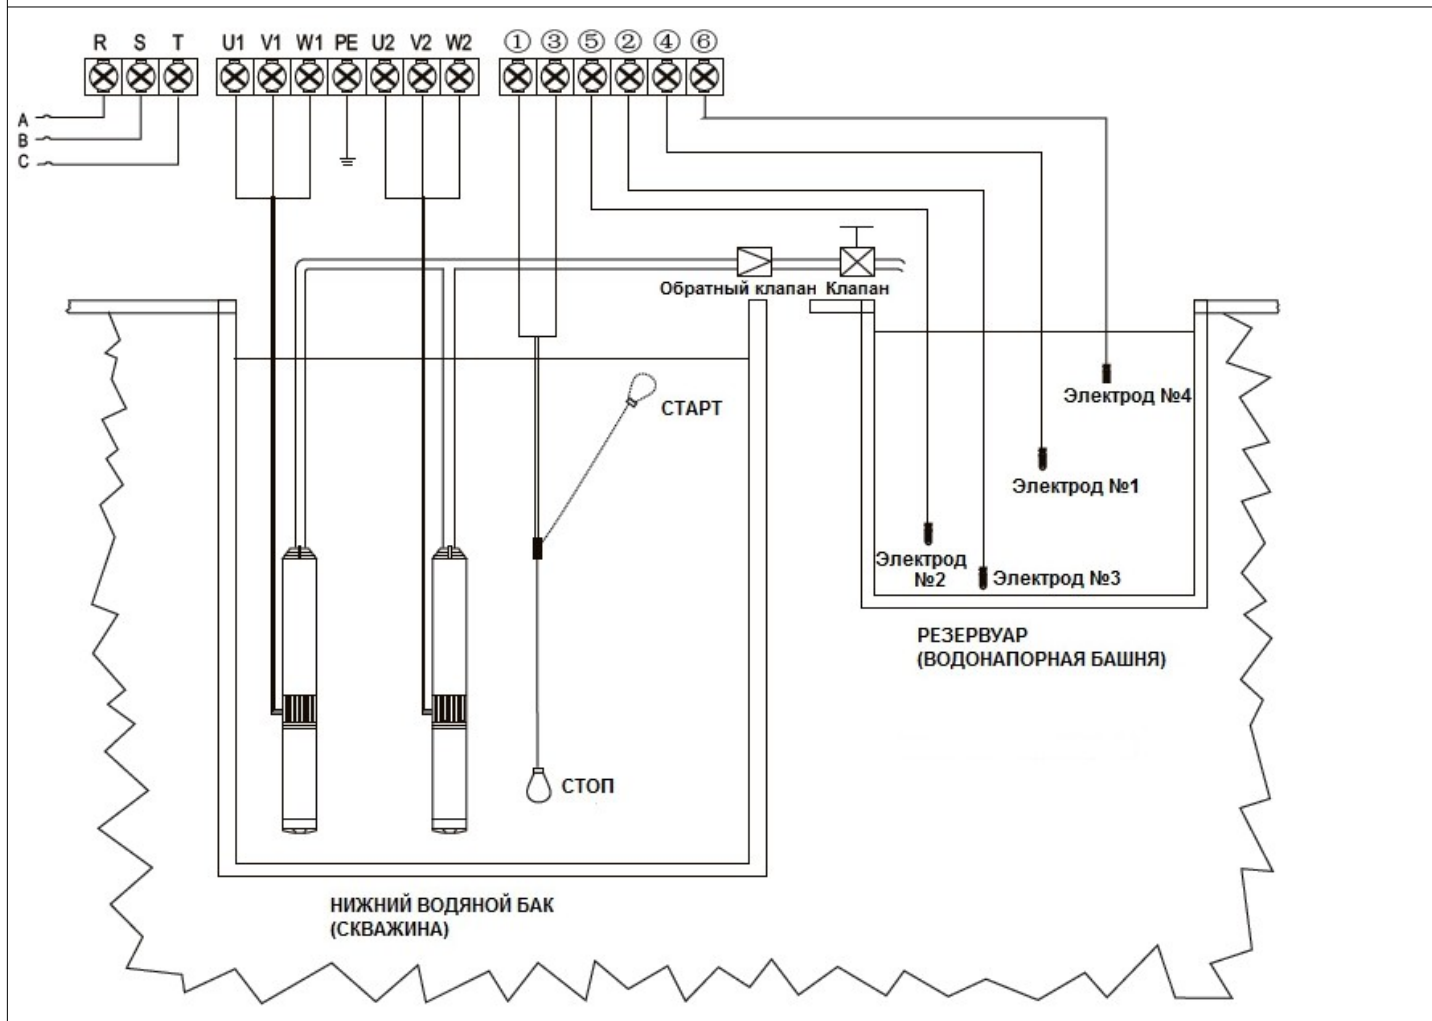 R S T U1 V1 W1 PE U2 V2 W2 ① ③ ⑤ ② ④ ⑥
A
B
C
Обратный клапан Клапан
СТАРТ
Электрод №4
Электрод №1
Электрод
№2
Электрод №3
РЕЗЕРВУАР
(ВОДОНАПОРНАЯ БАШНЯ)
СТОП
НИЖНИЙ ВОДЯНОЙ БАК
(СКВАЖИНА)